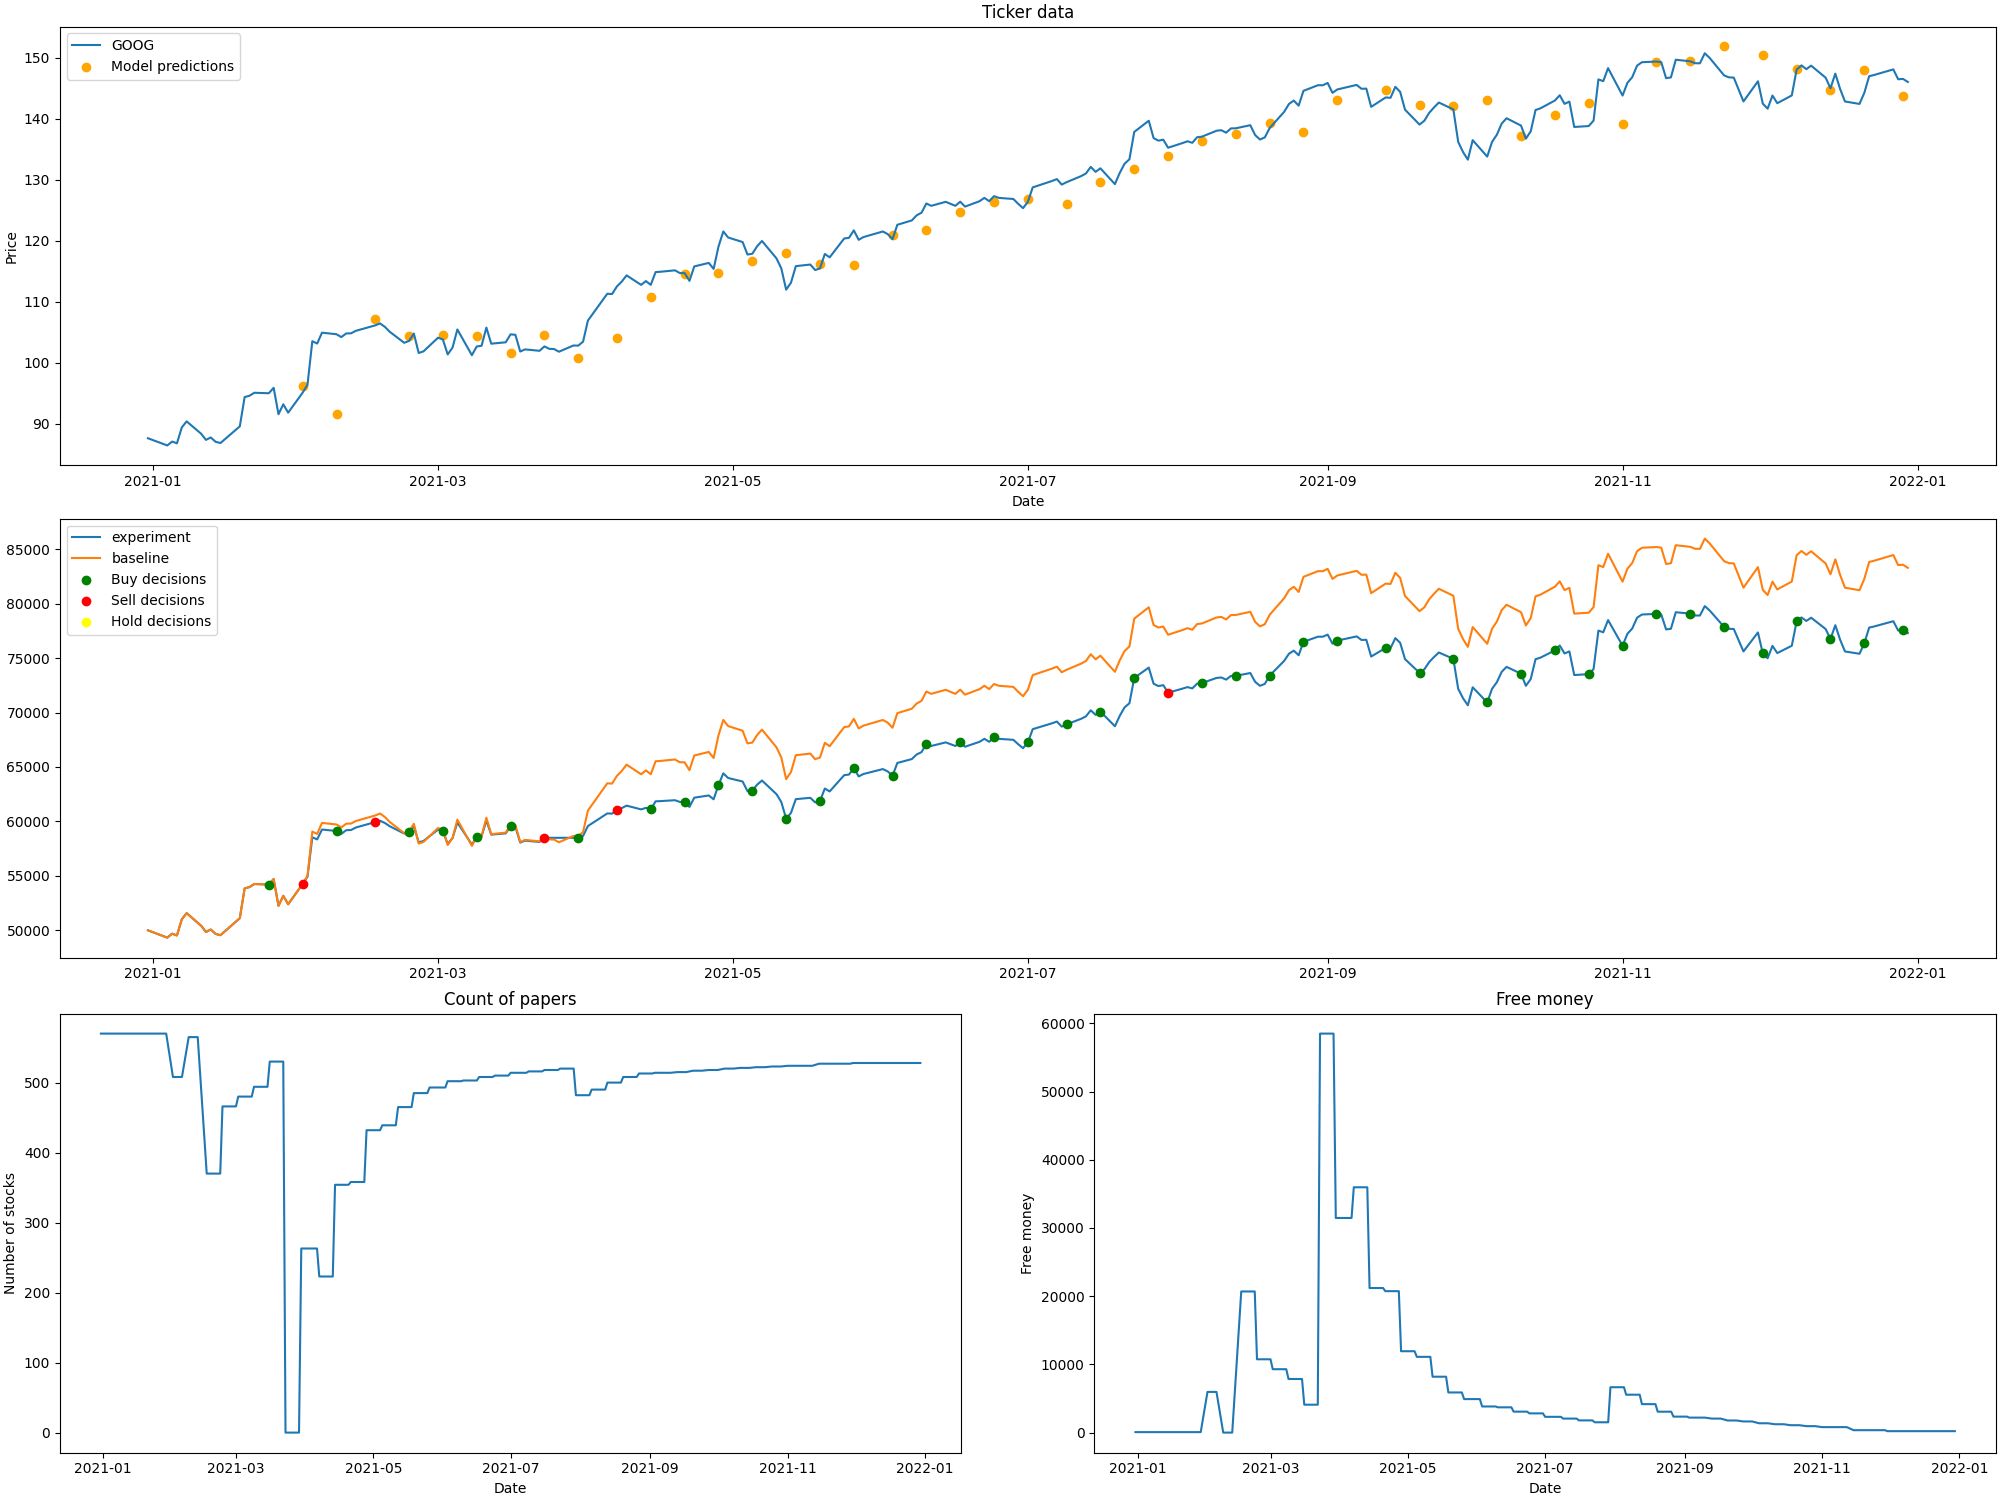 Ticker data
GOOG
Model predictions
150
140
130
120
110
100
90
Price
2021-01 2021-03 2021-05 2021-07 2021-09 2021-11 2022-01
Date
experiment
baseline
Buy decisions
Sell decisions
Hold decisions
85000
80000
75000
70000
65000
60000
55000
50000
2021-01 2021-03 2021-05 2021-07 2021-09 2021-11 2022-01
Count of papers
500
400
300
200
100
0
Number of stocks
2021-01 2021-03 2021-05 2021-07 2021-09 2021-11 2022-01
Date
Free money
60000
50000
40000
30000
20000
10000
0
Free money
2021-01 2021-03 2021-05 2021-07 2021-09 2021-11 2022-01
Date